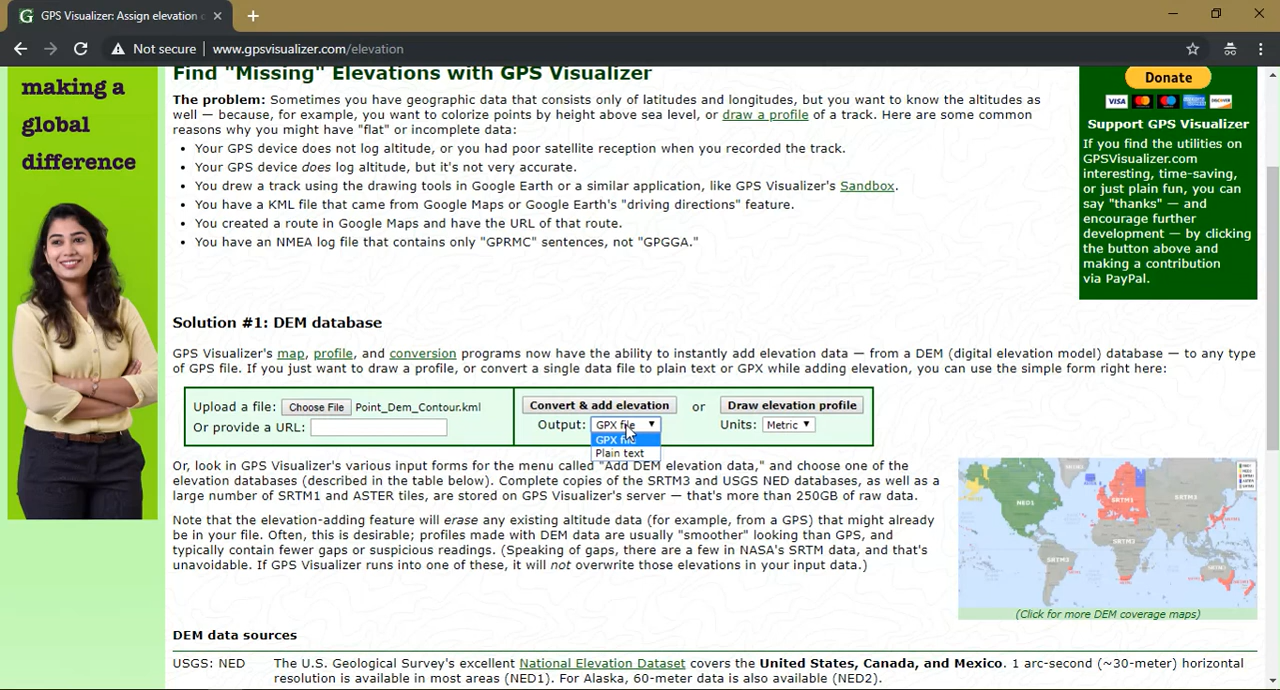 GPS Visualizer: Assign elevation
Not secure
www.gpsvisualizer.com/elevation
making a
global
difference
Find "Missing" Elevations with GPS Visualizer
The problem: Sometimes you have geographic data that consists only of latitudes and longitudes, but you want to know the altitudes as
well — because, for example, you want to colorize points by height above sea level, or draw a profile of a track. Here are some common
reasons why you might have "flat" or incomplete data:
• Your GPS device does not log altitude, or you had poor satellite reception when you recorded the track.
• Your GPS device does log altitude, but it's not very accurate.
• You drew a track using the drawing tools in Google Earth or a similar application, like GPS Visualizer's Sandbox.
• You have a KML file that came from Google Maps or Google Earth's "driving directions" feature.
• You created a route in Google Maps and have the URL of that route.
• You have an NMEA log file that contains only "GPRMC" sentences, not "GPGGA."
Donate
VISA
DISCOVER
Support GPS Visualizer
If you find the utilities on
GPSVisualizer.com
interesting, time-saving,
or just plain fun, you can
say "thanks" — and
encourage further
development — by clicking
the button above and
making a contribution
via PayPal.
Solution #1: DEM database
GPS Visualizer's map, profile, and conversion programs now have the ability to instantly add elevation data — from a DEM (digital elevation model) database — to any type
of GPS file. If you just want to draw a profile, or convert a single data file to plain text or GPX while adding elevation, you can use the simple form right here:
Upload a file: Choose File Point_Dem_Contour.kml
Or provide a URL:
Convert & add elevation or Draw elevation profile
Output: GPX file Units: Metric
GPX file
Plain text
Or, look in GPS Visualizer's various input forms for the menu called "Add DEM elevation data," and choose one of the
elevation databases (described in the table below). Complete copies of the SRTM3 and USGS NED databases, as well as a
large number of SRTM1 and ASTER tiles, are stored on GPS Visualizer's server — that's more than 250GB of raw data.
Note that the elevation-adding feature will erase any existing altitude data (for example, from a GPS) that might already
be in your file. Often, this is desirable; profiles made with DEM data are usually "smoother" looking than GPS, and
typically contain fewer gaps or suspicious readings. (Speaking of gaps, there are a few in NASA's SRTM data, and that's
unavoidable. If GPS Visualizer runs into one of these, it will not overwrite those elevations in your input data.)
NED1
SRTM1
SRTM3
SRTM3
SRTM3
(Click for more DEM coverage maps)
DEM data sources
USGS: NED
The U.S. Geological Survey's excellent National Elevation Dataset covers the United States, Canada, and Mexico. 1 arc-second (~30-meter) horizontal
resolution is available in most areas (NED1). For Alaska, 60-meter data is also available (NED2).